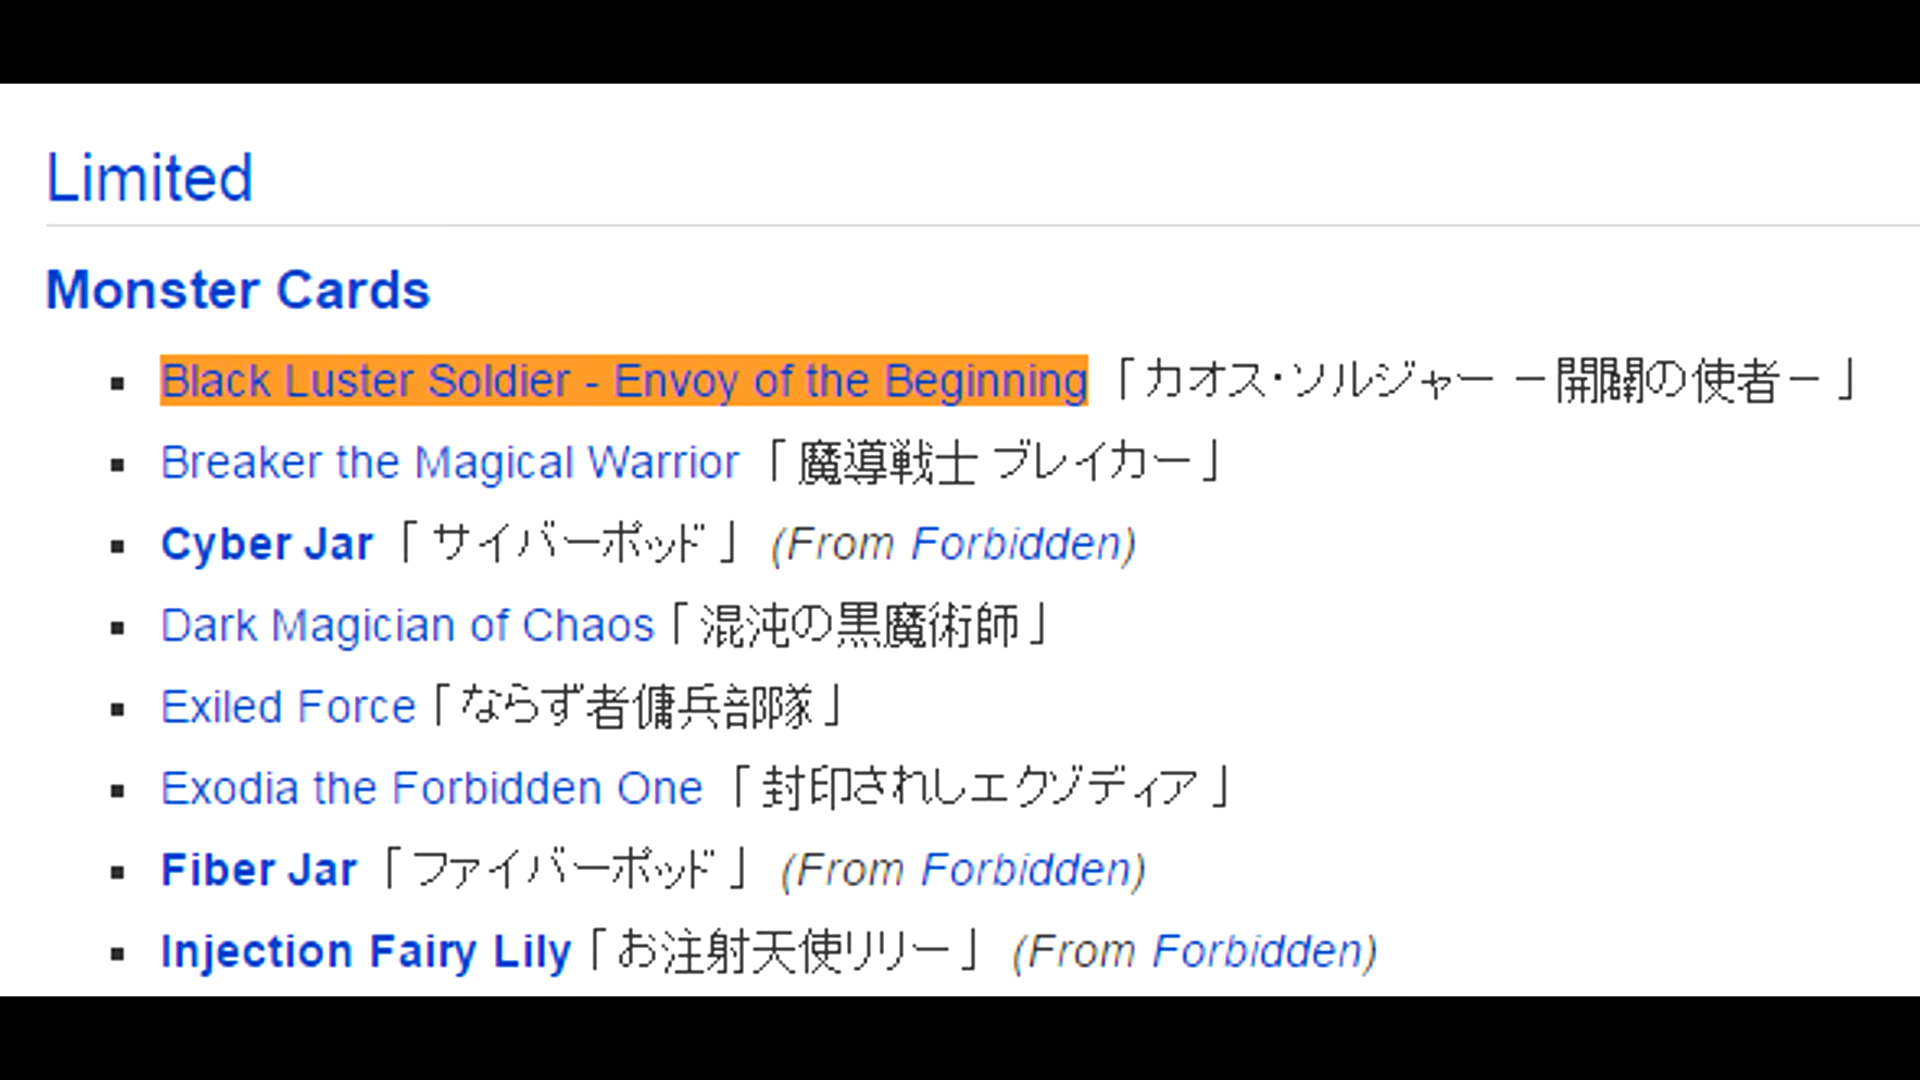 Limited
Monster Cards
▪ Black Luster Soldier - Envoy of the Beginning 「カオス・ソルジャー －開闢の使者－」
▪ Breaker the Magical Warrior 「魔導戦士 ブレイカー」
▪ Cyber Jar 「サイバーポッド」 (From Forbidden)
▪ Dark Magician of Chaos 「混沌の黒魔術師」
▪ Exiled Force 「ならず者傭兵部隊」
▪ Exodia the Forbidden One 「封印されしエクゾディア」
▪ Fiber Jar 「ファイバーポッド」 (From Forbidden)
▪ Injection Fairy Lily 「お注射天使リリー」 (From Forbidden)